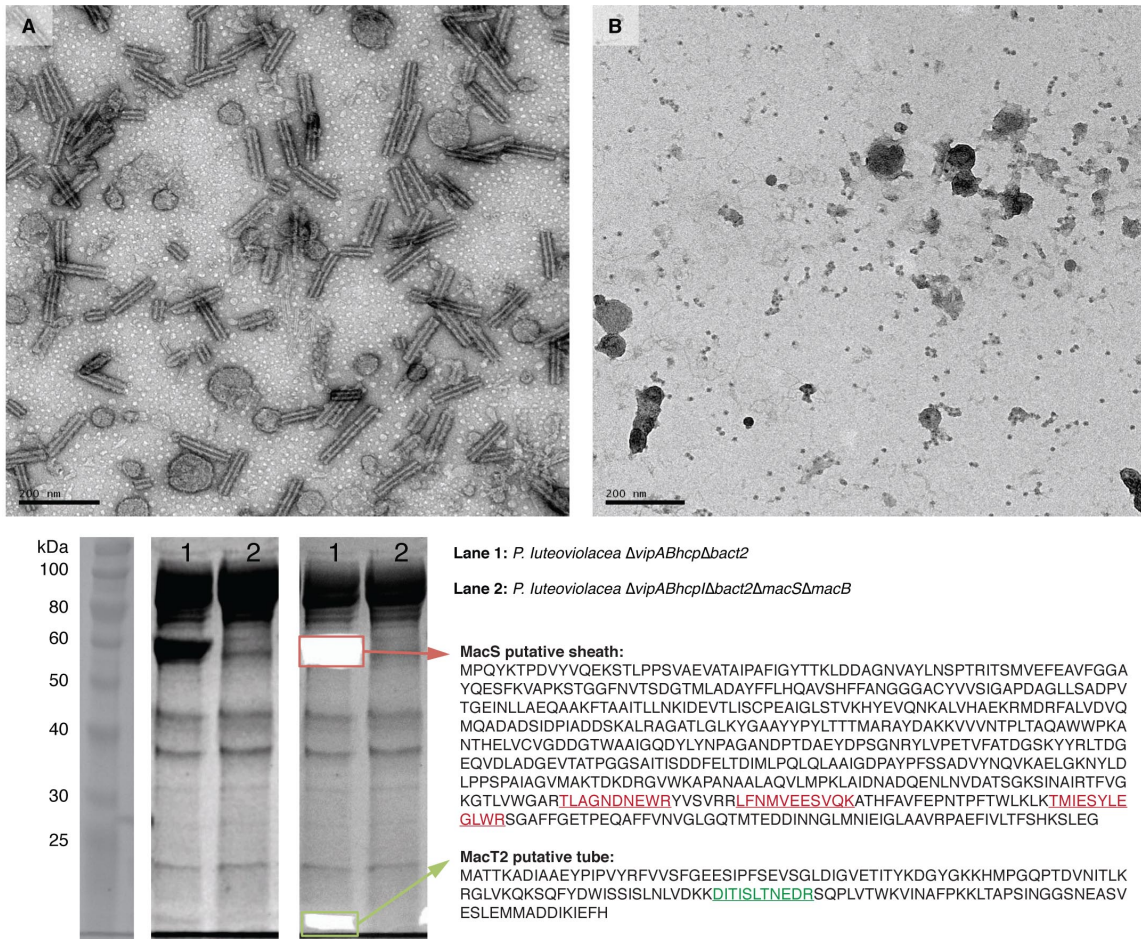 A
B
200 nm
200 nm
kDa
100
80
60
50
40
30
25
1 2
1 2
Lane 1: P. luteoviolacea ΔvipABhcpΔbact2
Lane 2: P. luteoviolacea ΔvipABhcpIΔbact2ΔmacSΔmacB
MacS putative sheath:
MPQYKTPDVYVQEKSTLPPSVAEVATAIPAFIGYTTKLDDAGNVAYLNSPTRITSMVEFEAVFGGA
YQESFKVAPKSTGGFNVTSDGTMLADAYFFLHQAVSHFFANGGGACYVVSIGAPDAGLLSADPV
TGEINLLAEQAAKFTAAITLLNKIDEVTLISCPEAIGLSTVKHYEVQNKALVHAEKRMDRFALVDVQ
MQADADSIDPIADDSKALRAGATLGLKYGAAYYPYLTTTMARAYDAKKVVVNTPLTAQAWWPKA
NTHELVCVGDDGTWAAIGQDYLYNPAGANDPTDAEYDPSGNRYLVPETVFATDGSKYYRLTDG
EQVDLADGEVTATPGGSAITISDDFELTDIMLPQLQLAAIGDPAYPFSSADVYNQVKAELGKNYLD
LPPSPAIAGVMAKTDKDRGVWKAPANAALAQVLMPKLAIDNADQENLNVDATSGKSINAIRTFVG
KGTLVWGARTLAGNDNEWRYVSVRRLFNMVEESVQKATHFAVFEPNTPFTWLKLKTMIESYLE
GLWRSGAFFGETPEQAFFVNVGLGQTMTEDDINNGLMNIEIGLAAVRPAEFIVLTFSHKSLEG
MacT2 putative tube:
MATTKADIAAEYPIPVYRFVVSFGEESIPFSEVSGLDIGVETITYKDGYGKKHMPGQPTDVNITLK
RGLVKQKSQFYDWISSISLNLVDKKDITISLTNEDRSQPLVTWKVINAFPKKLTAPSINGGSNEASV
ESLEMMADDIKIEFH